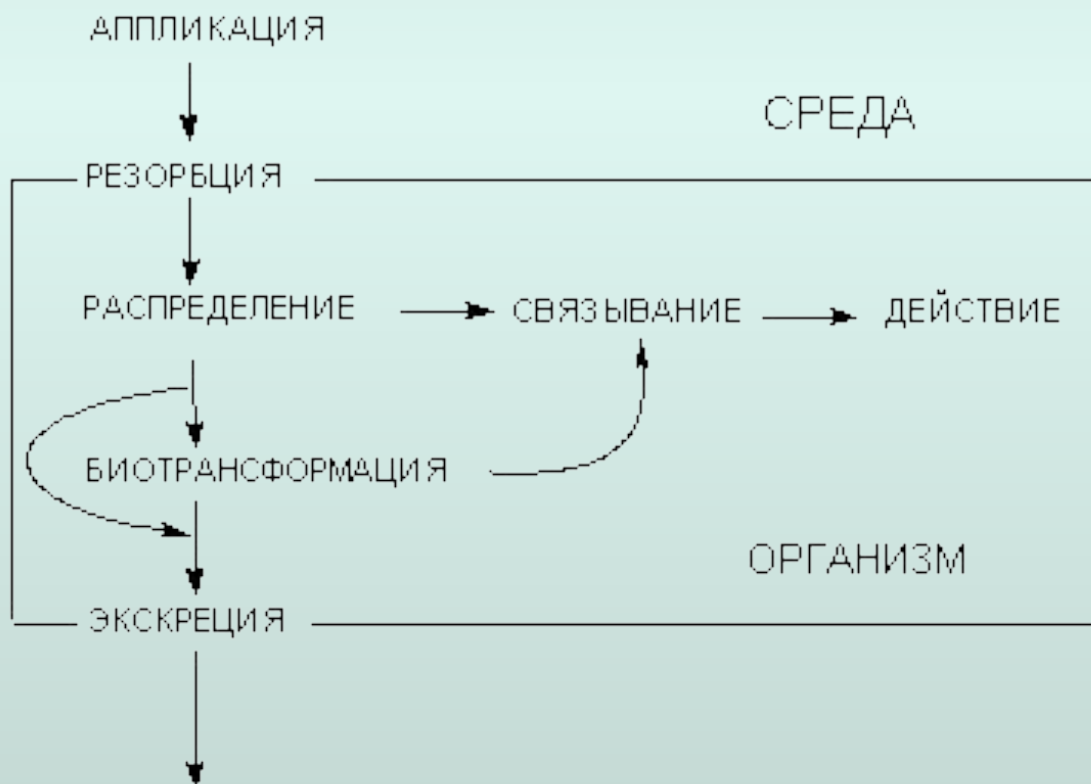 АППЛИКАЦИЯ
СРЕДА
РЕЗОРБЦИЯ
РАСПРЕДЕЛЕНИЕ СВЯЗЫВАНИЕ ДЕЙСТВИЕ
БИОТРАНСФОРМАЦИЯ
ОРГАНИЗМ
ЭКСКРЕЦИЯ